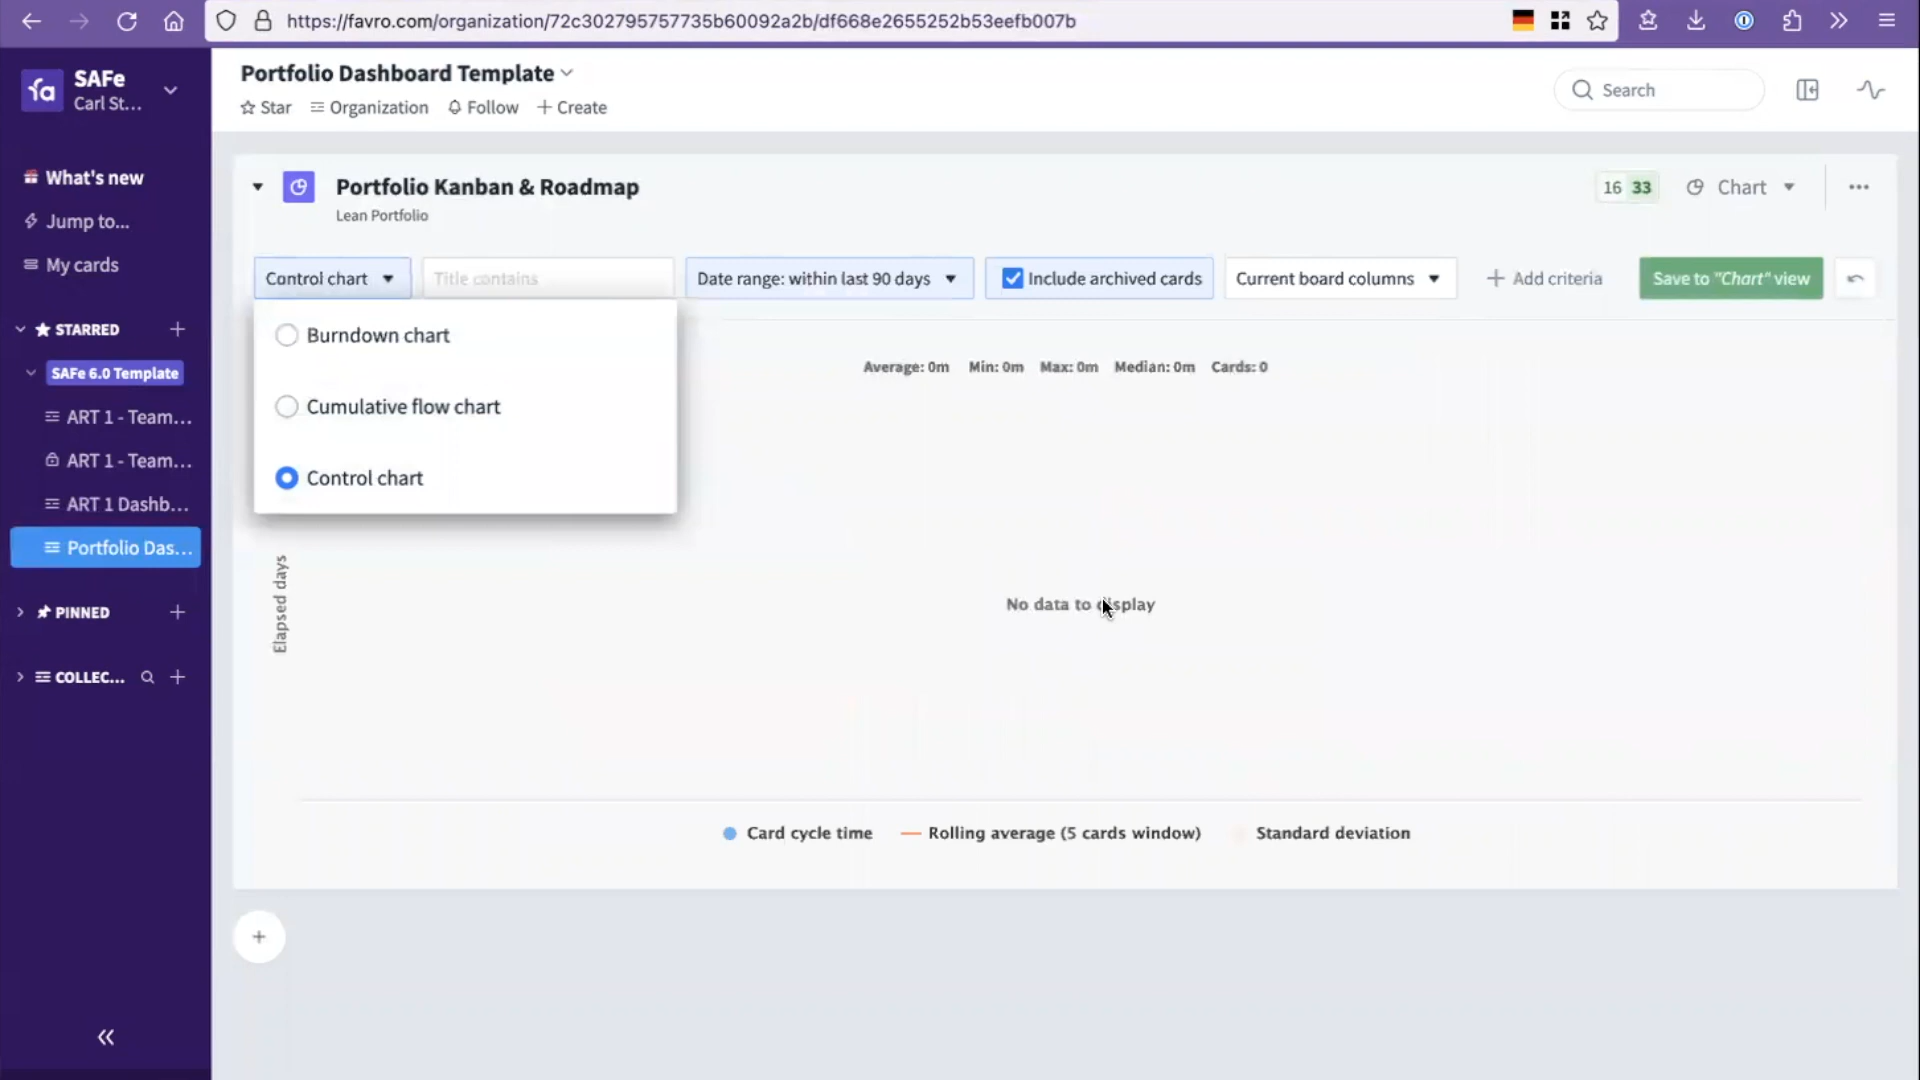 https://favro.com/organization/72c302795757735b60092a2b/df668e2655252b53eefb007b
fa
SAFe
Carl St...
What's new
Jump to...
My cards
STARRED
SAFe 6.0 Template
ART 1 - Team...
ART 1 - Team...
ART 1 Dashb...
Portfolio Das...
PINNED
COLLEC...
Portfolio Dashboard Template
Star Organization Follow + Create
Search
Portfolio Kanban & Roadmap
Lean Portfolio
16 33 Chart
Control chart Title contains Date range: within last 90 days Include archived cards Current board columns + Add criteria Save to "Chart" view
Burndown chart
Cumulative flow chart
Control chart
Average: 0m Min: 0m Max: 0m Median: 0m Cards: 0
Elapsed days
No data to display
Card cycle time Rolling average (5 cards window) Standard deviation